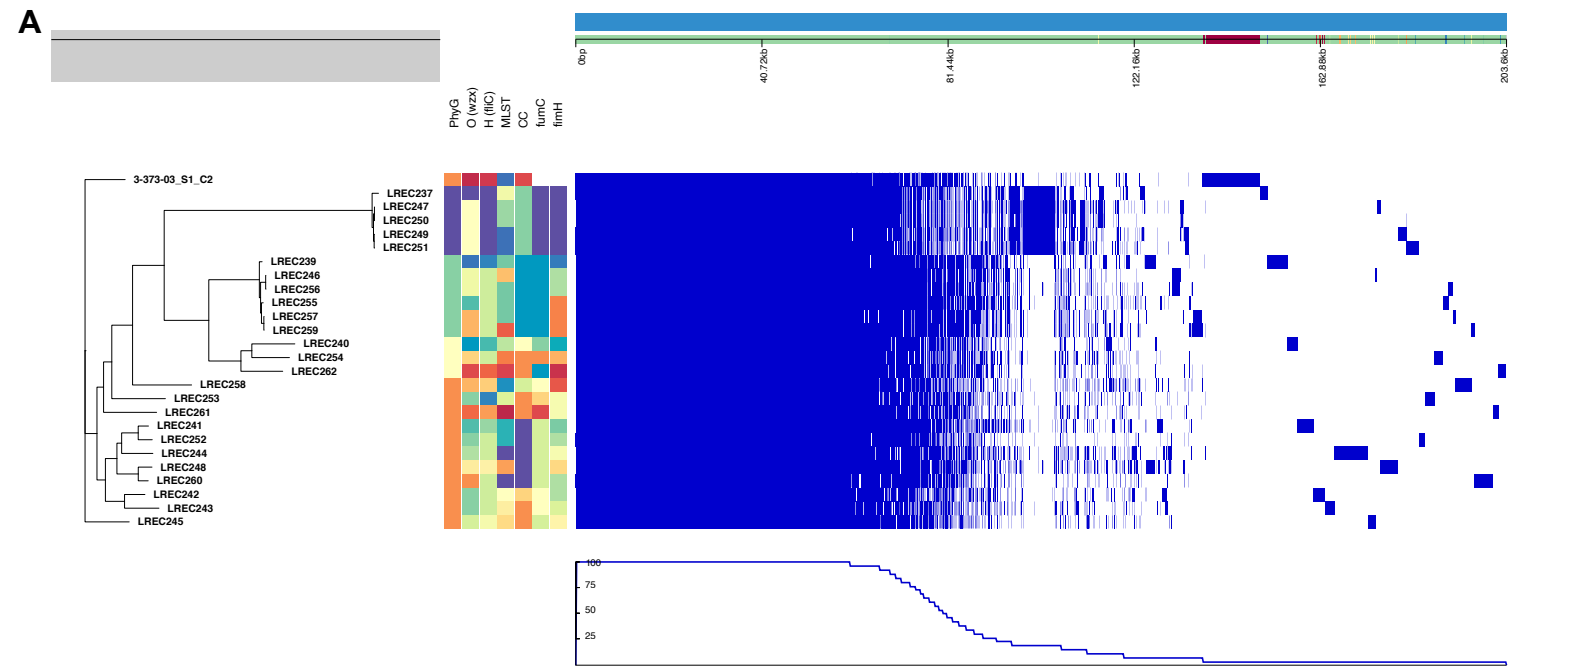 A
0bp
40.72kb
81.44kb
122.16kb
162.88kb
203.6kb
PhyG
O (wzx)
H (fliC)
MLST
CC
fumC
fimH
3-373-03_S1_C2
LREC237
LREC247
LREC250
LREC249
LREC251
LREC239
LREC246
LREC256
LREC255
LREC257
LREC259
LREC240
LREC254
LREC262
LREC258
LREC253
LREC261
LREC241
LREC252
LREC244
LREC248
LREC260
LREC242
LREC243
LREC245
100
75
50
25